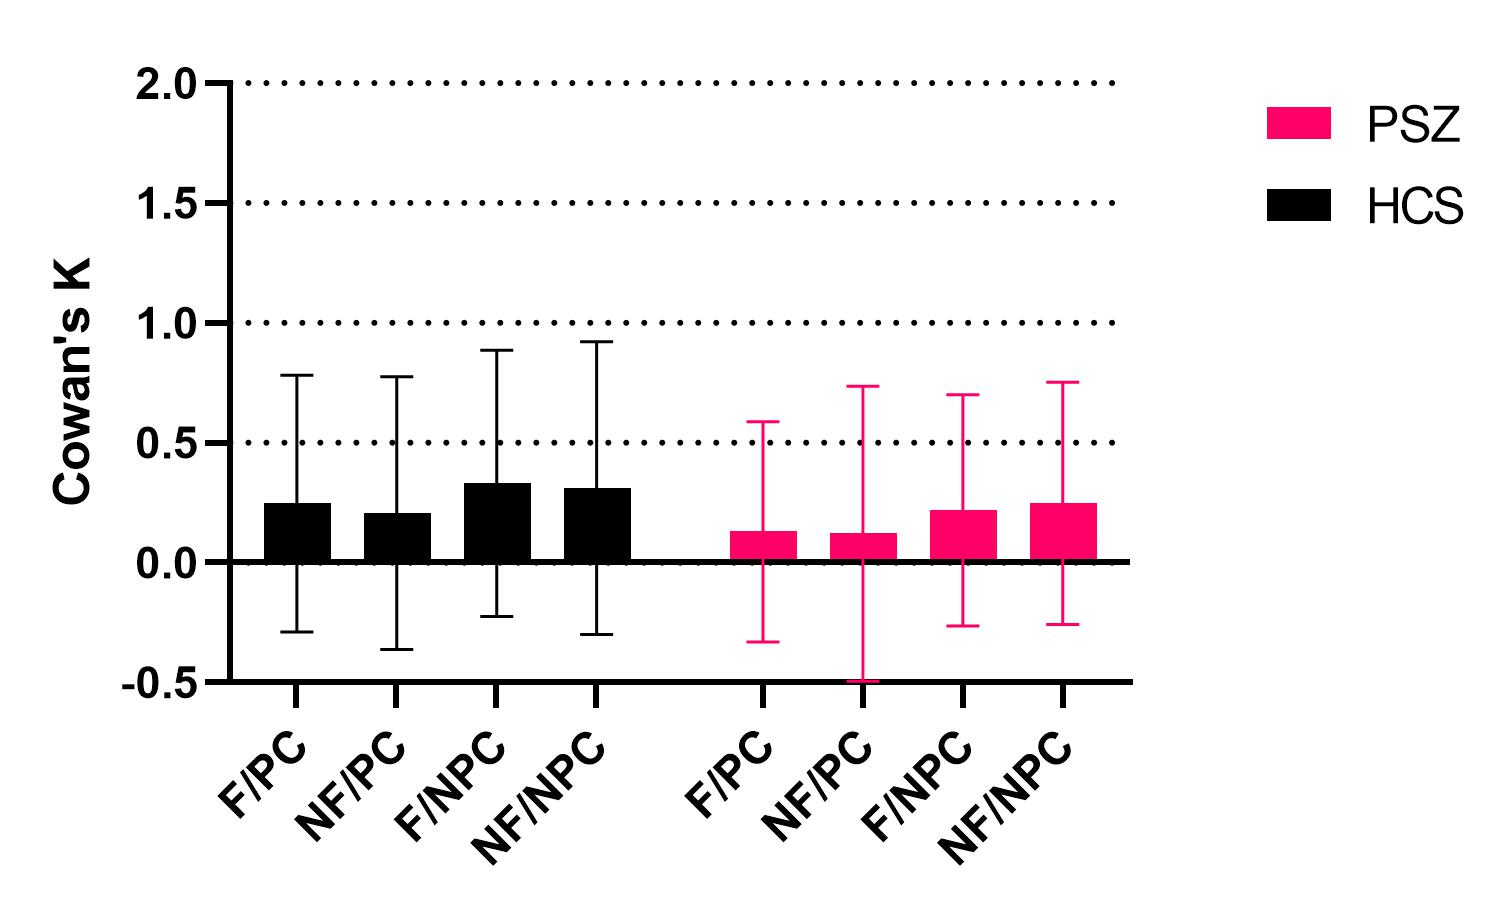 2.0
1.5
1.0
0.5
0.0
-0.5
Cowan's K
F/PC
NF/PC
F/NPC
NF/NPC
F/PC
NF/PC
F/NPC
NF/NPC
PSZ
HCS